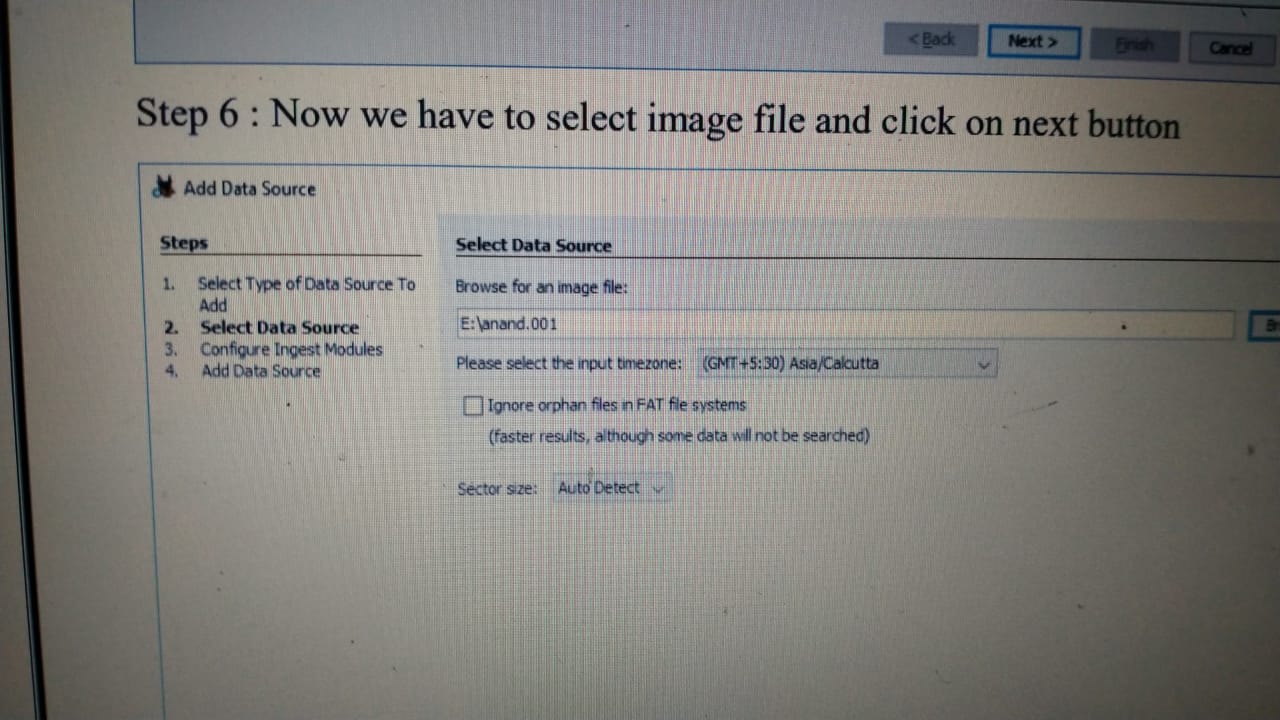 < Back Next > Finish Cancel
Step 6 : Now we have to select image file and click on next button
Add Data Source
Steps
1. Select Type of Data Source To
Add
2. Select Data Source
3. Configure Ingest Modules
4. Add Data Source
Select Data Source
Browse for an image file:
E:\anand.001
Please select the input timezone: (GMT+5:30) Asia/Calcutta
Ignore orphan files in FAT file systems
(faster results, although some data will not be searched)
Sector size: Auto Detect